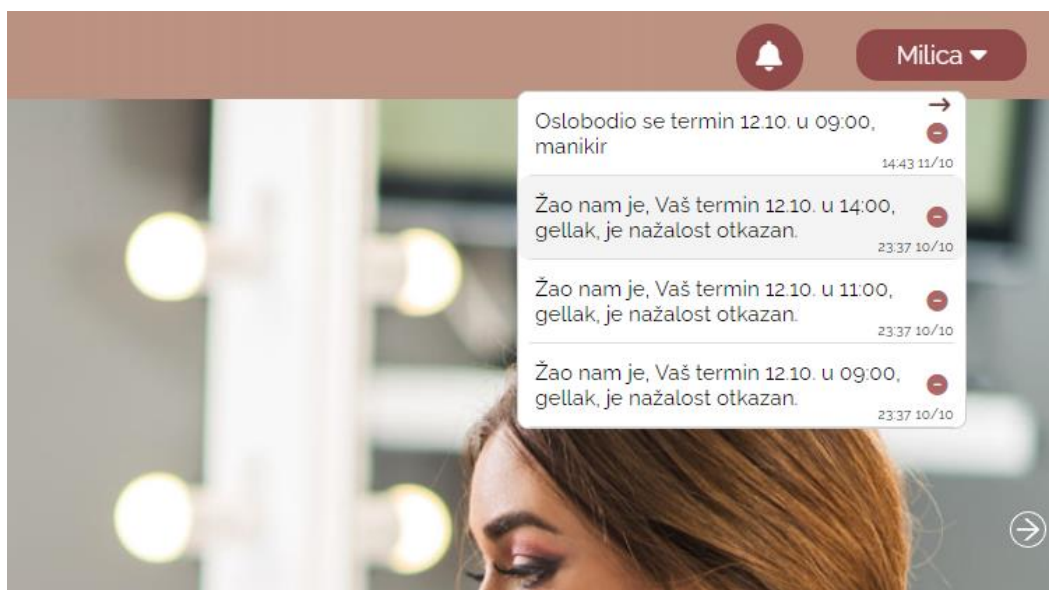 Milica
Oslobodio se termin 12.10. u 09:00,
manikir
14:43 11/10
Žao nam je, Vaš termin 12.10. u 14:00,
gellak, je nažalost otkazan.
23:37 10/10
Žao nam je, Vaš termin 12.10. u 11:00,
gellak, je nažalost otkazan.
23:37 10/10
Žao nam je, Vaš termin 12.10. u 09:00,
gellak, je nažalost otkazan.
23:37 10/10